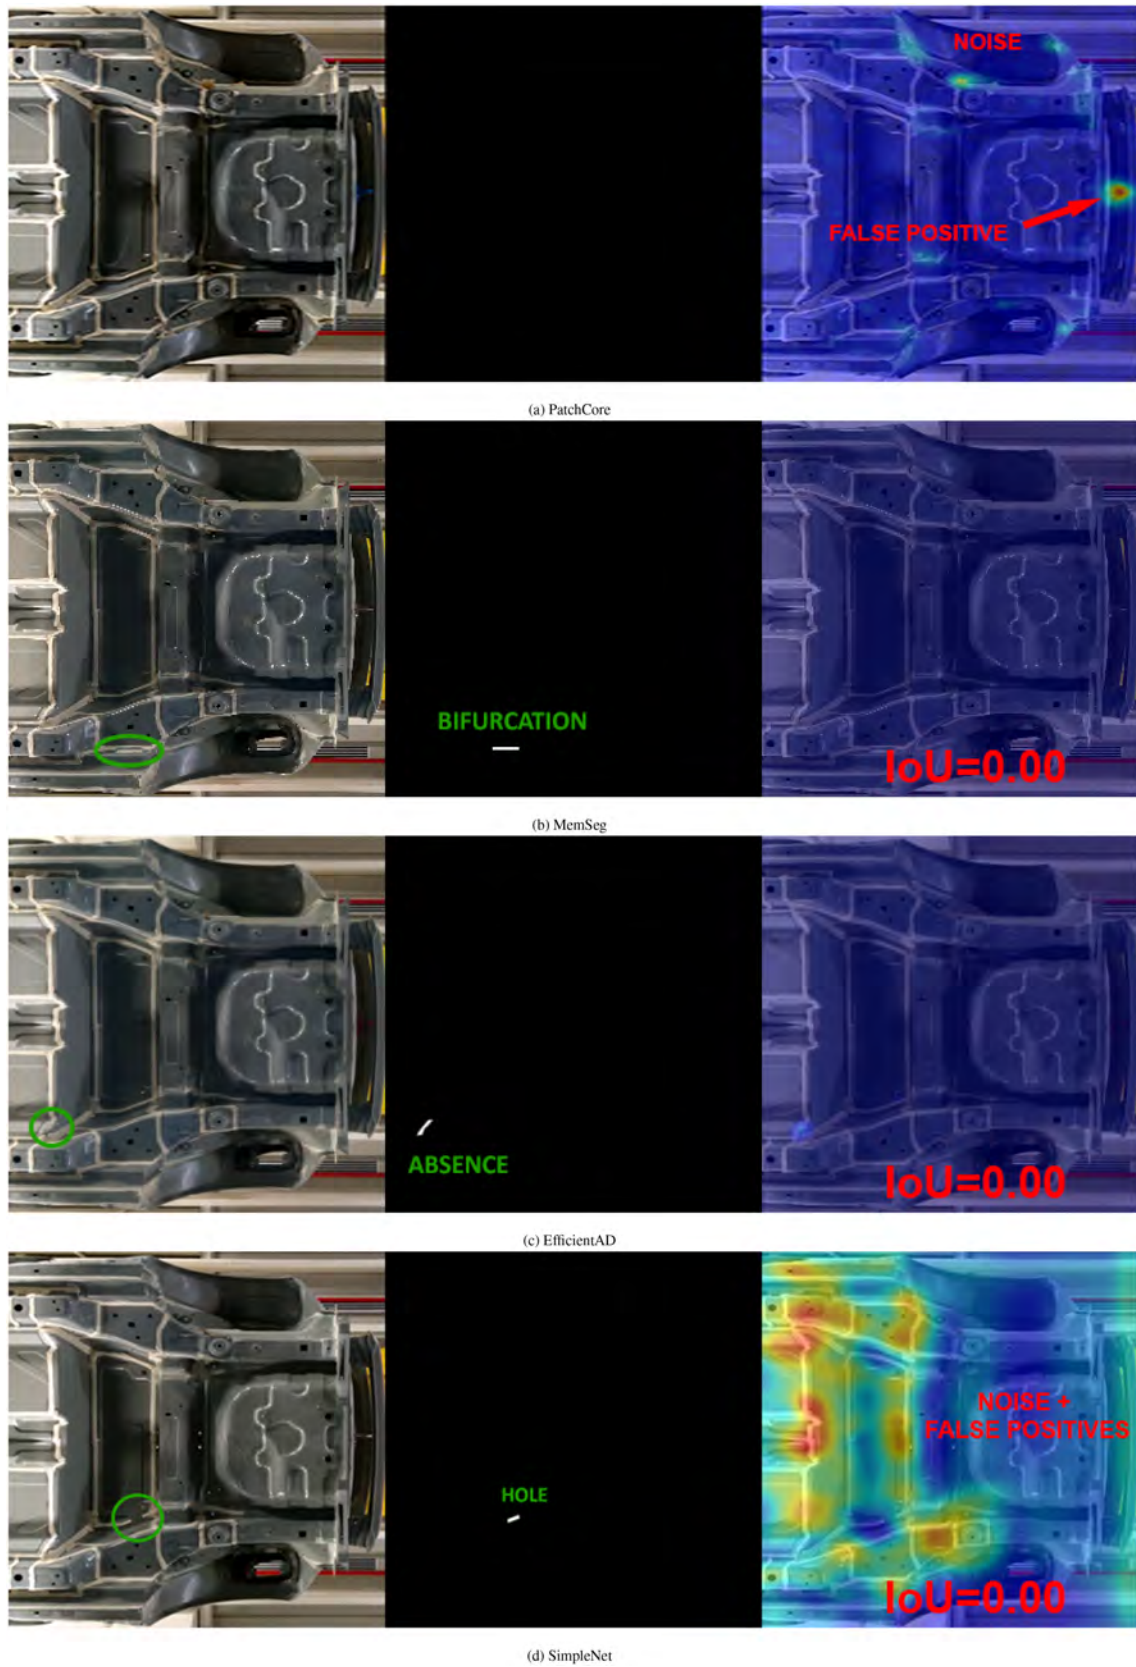 NOISE
FALSE POSITIVE
(a) PatchCore
BIFURCATION
IoU=0.00
(b) MemSeg
ABSENCE
IoU=0.00
(c) EfficientAD
NOISE +
FALSE POSITIVES
HOLE
IoU=0.00
(d) SimpleNet